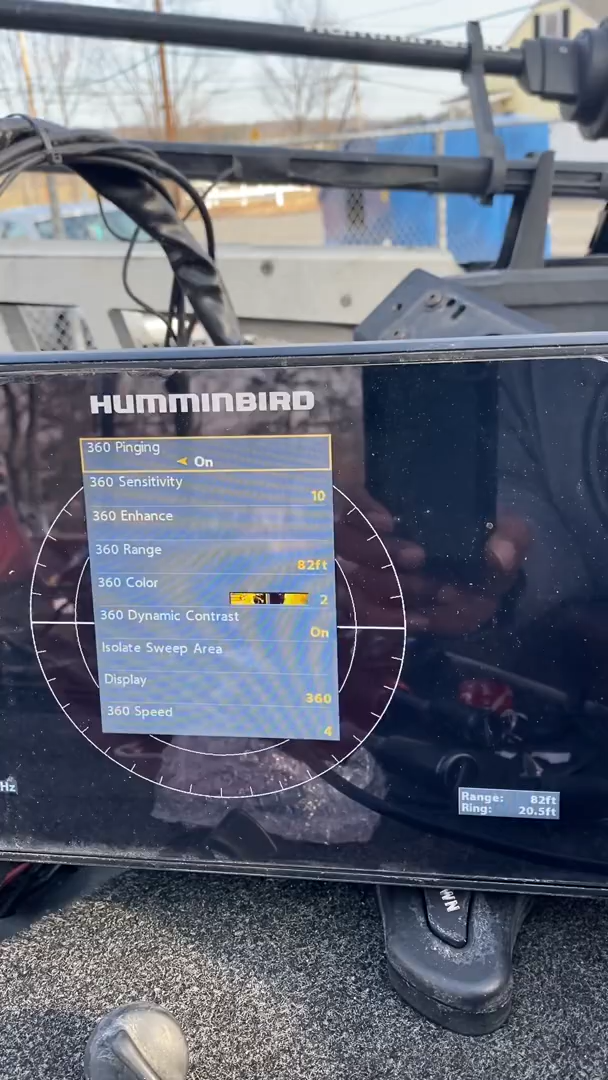 HUMMINBIRD
360 Pinging
On
360 Sensitivity
10
360 Enhance
360 Range
82ft
360 Color
2
360 Dynamic Contrast
On
Isolate Sweep Area
Display
360
360 Speed
4
Hz
Range: 82ft
Ring: 20.5ft